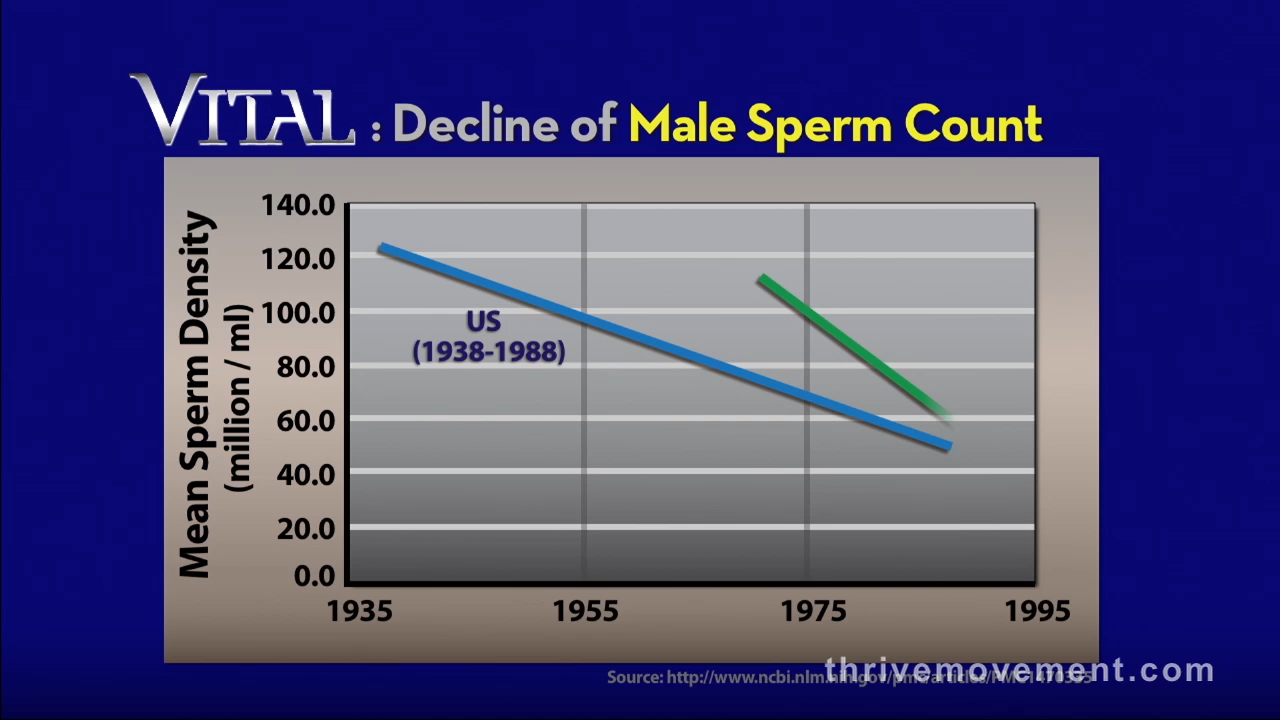 VITAL : Decline of Male Sperm Count
Mean Sperm Density
(million / ml)
140.0
120.0
100.0
80.0
60.0
40.0
20.0
0.0
US
(1938-1988)
1935 1955 1975 1995
thrivemovement.com
Source: